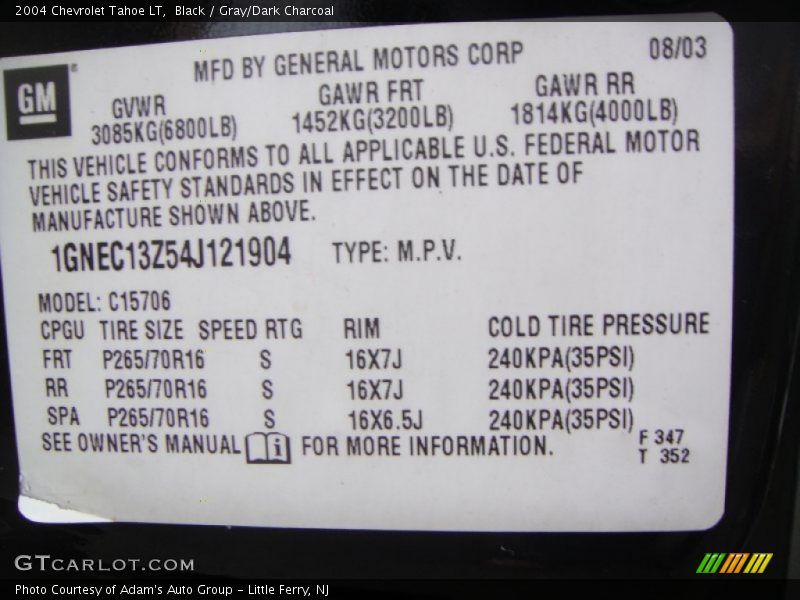 2004 Chevrolet Tahoe LT, Black / Gray/Dark Charcoal
MFD BY GENERAL MOTORS CORP 08/03
GM
GVWR GAWR FRT GAWR RR
3085KG(6800LB) 1452KG(3200LB) 1814KG(4000LB)
THIS VEHICLE CONFORMS TO ALL APPLICABLE U.S. FEDERAL MOTOR
VEHICLE SAFETY STANDARDS IN EFFECT ON THE DATE OF
MANUFACTURE SHOWN ABOVE.
1GNEC13Z54J121904 TYPE: M.P.V.
MODEL: C15706
CPGU TIRE SIZE SPEED RTG RIM COLD TIRE PRESSURE
FRT P265/70R16 S 16X7J 240KPA(35PSI)
RR P265/70R16 S 16X7J 240KPA(35PSI)
SPA P265/70R16 S 16X6.5J 240KPA(35PSI)
SEE OWNER'S MANUAL i FOR MORE INFORMATION.
F 347
T 352
GTCARLOT.COM
Photo Courtesy of Adam's Auto Group - Little Ferry, NJ